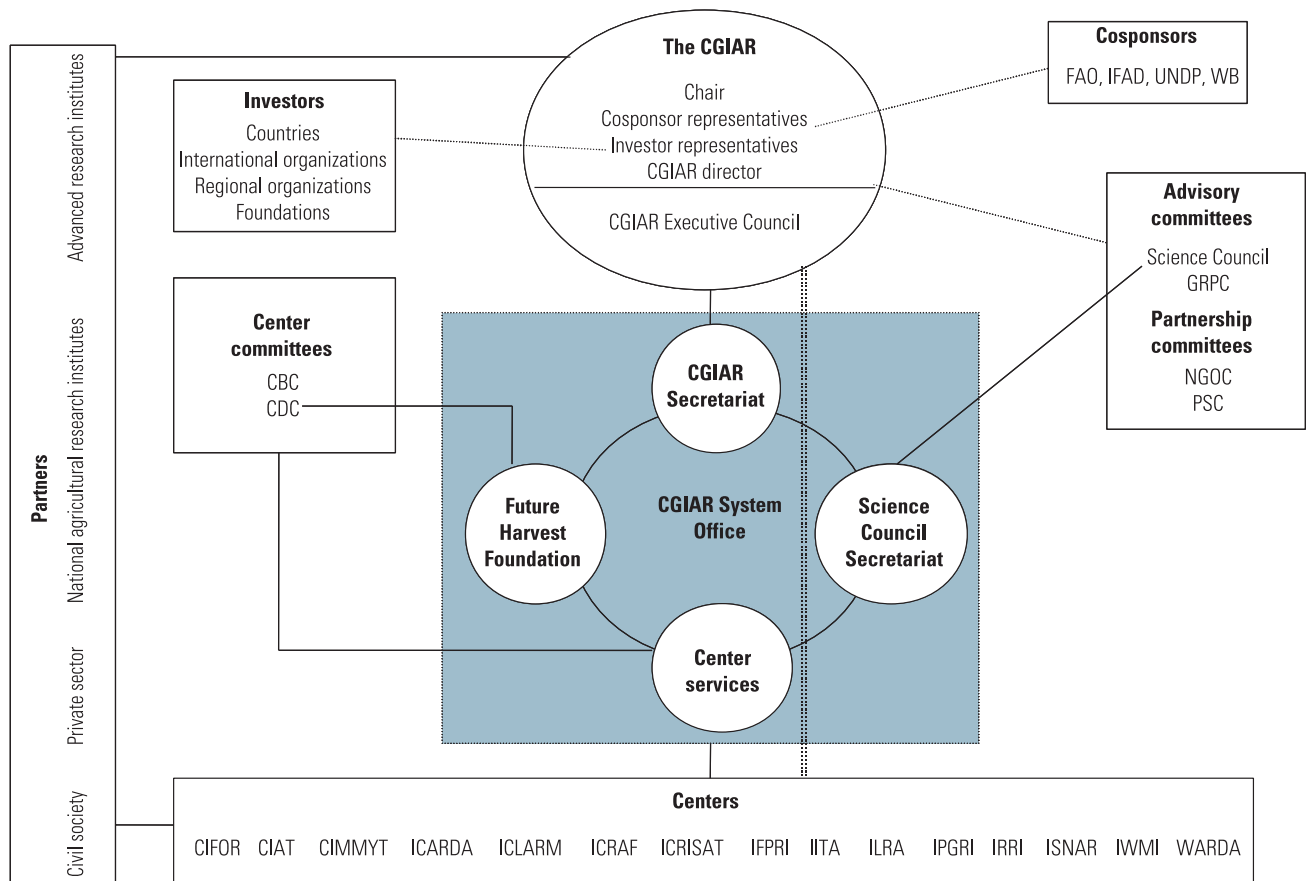 Partners
Advanced research institutes
National agricultural research institutes
Private sector
Civil society
Investors
Countries
International organizations
Regional organizations
Foundations
The CGIAR
Chair
Cosponsor representatives
Investor representatives
CGIAR director
CGIAR Executive Council
Cosponsors
FAO, IFAD, UNDP, WB
Advisory
committees
Science Council
GRPC
Partnership
committees
NGOC
PSC
Center
committees
CBC
CDC
CGIAR
Secretariat
Future
Harvest
Foundation
CGIAR System
Office
Science
Council
Secretariat
Center
services
Centers
CIFOR CIAT CIMMYT ICARDA ICLARM ICRAF ICRISAT IFPRI IITA ILRA IPGRI IRRI ISNAR IWMI WARDA